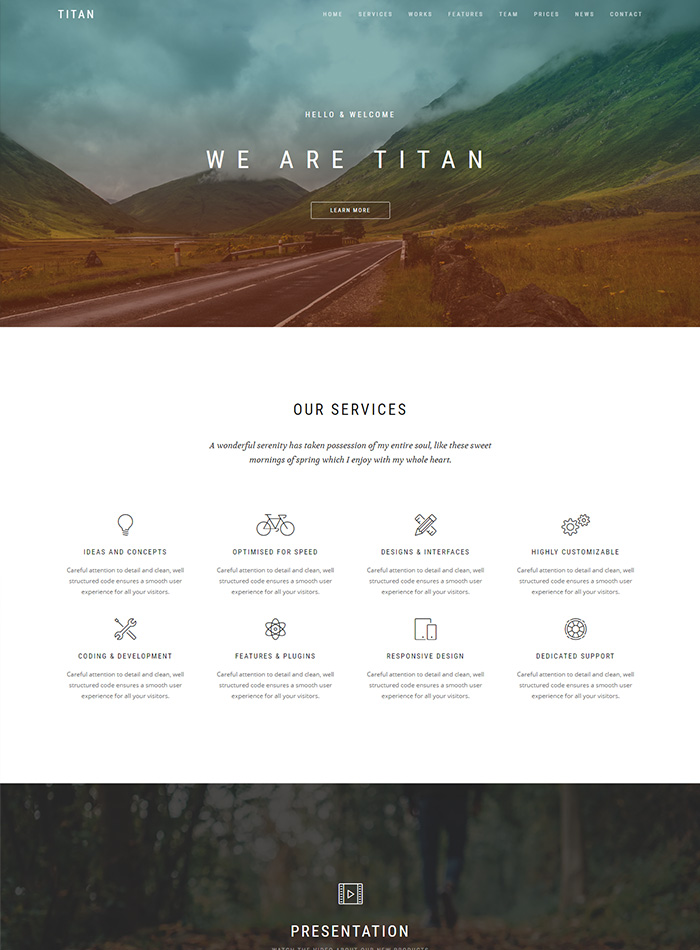 TITAN
HOME SERVICES WORKS FEATURES TEAM PRICES NEWS CONTACT
HELLO & WELCOME
WE ARE TITAN
LEARN MORE
OUR SERVICES
A wonderful serenity has taken possession of my entire soul, like these sweet
mornings of spring which I enjoy with my whole heart.
IDEAS AND CONCEPTS
Careful attention to detail and clean, well
structured code ensures a smooth user
experience for all your visitors.
OPTIMISED FOR SPEED
Careful attention to detail and clean, well
structured code ensures a smooth user
experience for all your visitors.
DESIGNS & INTERFACES
Careful attention to detail and clean, well
structured code ensures a smooth user
experience for all your visitors.
HIGHLY CUSTOMIZABLE
Careful attention to detail and clean, well
structured code ensures a smooth user
experience for all your visitors.
CODING & DEVELOPMENT
Careful attention to detail and clean, well
structured code ensures a smooth user
experience for all your visitors.
FEATURES & PLUGINS
Careful attention to detail and clean, well
structured code ensures a smooth user
experience for all your visitors.
RESPONSIVE DESIGN
Careful attention to detail and clean, well
structured code ensures a smooth user
experience for all your visitors.
DEDICATED SUPPORT
Careful attention to detail and clean, well
structured code ensures a smooth user
experience for all your visitors.
PRESENTATION
WATCH THE VIDEO ABOUT OUR NEW PRODUCTS